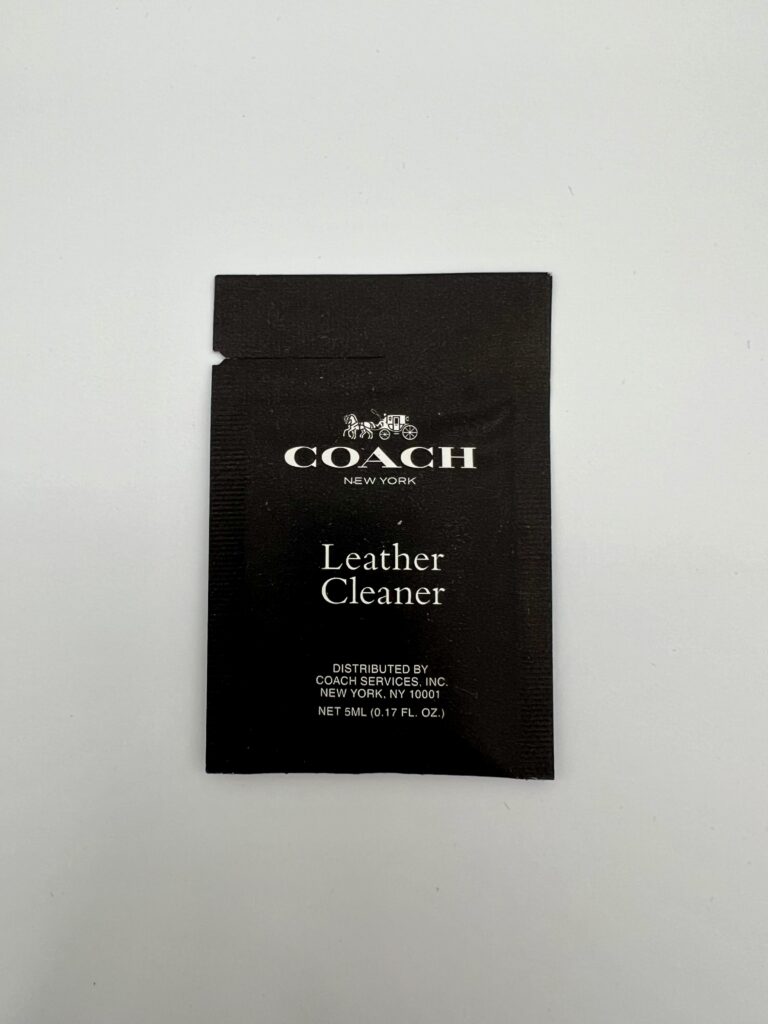 COACH
NEW YORK
Leather
Cleaner
DISTRIBUTED BY
COACH SERVICES, INC.
NEW YORK, NY 10001
NET 5ML (0.17 FL. OZ.)